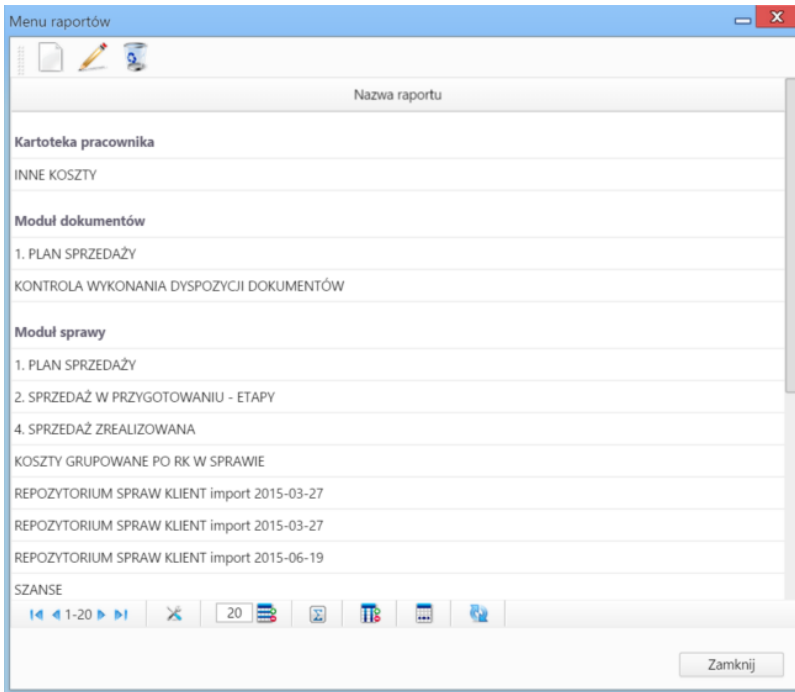 Menu raportów
Nazwa raportu
Kartoteka pracownika
INNE KOSZTY
Moduł dokumentów
1. PLAN SPRZEDAŻY
KONTROLA WYKONANIA DYSPOZYCJI DOKUMENTÓW
Moduł sprawy
1. PLAN SPRZEDAŻY
2. SPRZEDAŻ W PRZYGOTOWANIU - ETAPY
4. SPRZEDAŻ ZREALIZOWANA
KOSZTY GRUPOWANE PO RK W SPRAWIE
REPOZYTORIUM SPRAW KLIENT import 2015-03-27
REPOZYTORIUM SPRAW KLIENT import 2015-03-27
REPOZYTORIUM SPRAW KLIENT import 2015-06-19
SZANSE
1-20 20
Zamknij